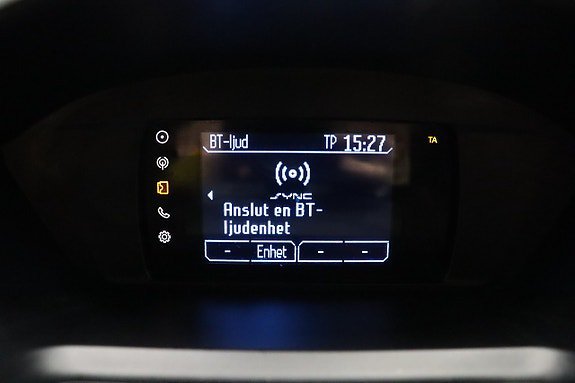 BT-ljud TP 15:27 TA
SYNC
Anslut en BT-
ljudenhet
- Enhet - -